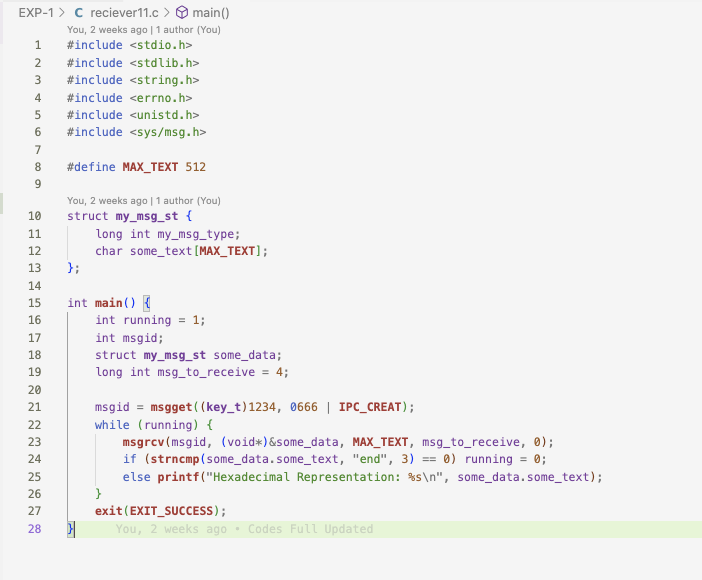 EXP-1 > C reciever11.c > main()
You, 2 weeks ago | 1 author (You)
1 #include <stdio.h>
2 #include <stdlib.h>
3 #include <string.h>
4 #include <errno.h>
5 #include <unistd.h>
6 #include <sys/msg.h>
7
8 #define MAX_TEXT 512
9
You, 2 weeks ago | 1 author (You)
10 struct my_msg_st {
11     long int my_msg_type;
12     char some_text[MAX_TEXT];
13 };
14
15 int main() {
16     int running = 1;
17     int msgid;
18     struct my_msg_st some_data;
19     long int msg_to_receive = 4;
20
21     msgid = msgget((key_t)1234, 0666 | IPC_CREAT);
22     while (running) {
23         msgrcv(msgid, (void*)&some_data, MAX_TEXT, msg_to_receive, 0);
24         if (strncmp(some_data.some_text, "end", 3) == 0) running = 0;
25         else printf("Hexadecimal Representation: %s\n", some_data.some_text);
26     }
27     exit(EXIT_SUCCESS);
28 }     You, 2 weeks ago • Codes Full Updated